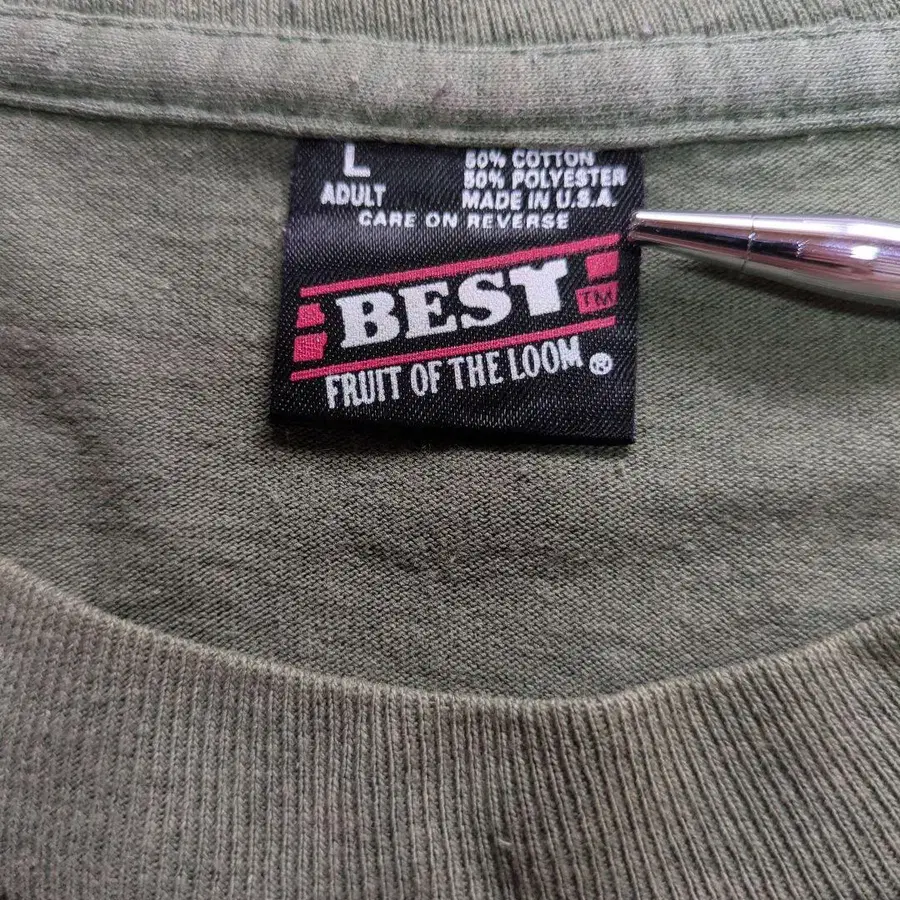 L
50% COTTON
50% POLYESTER
ADULT
MADE IN U.S.A.
CARE ON REVERSE
BEST
TM
FRUIT OF THE LOOM ®